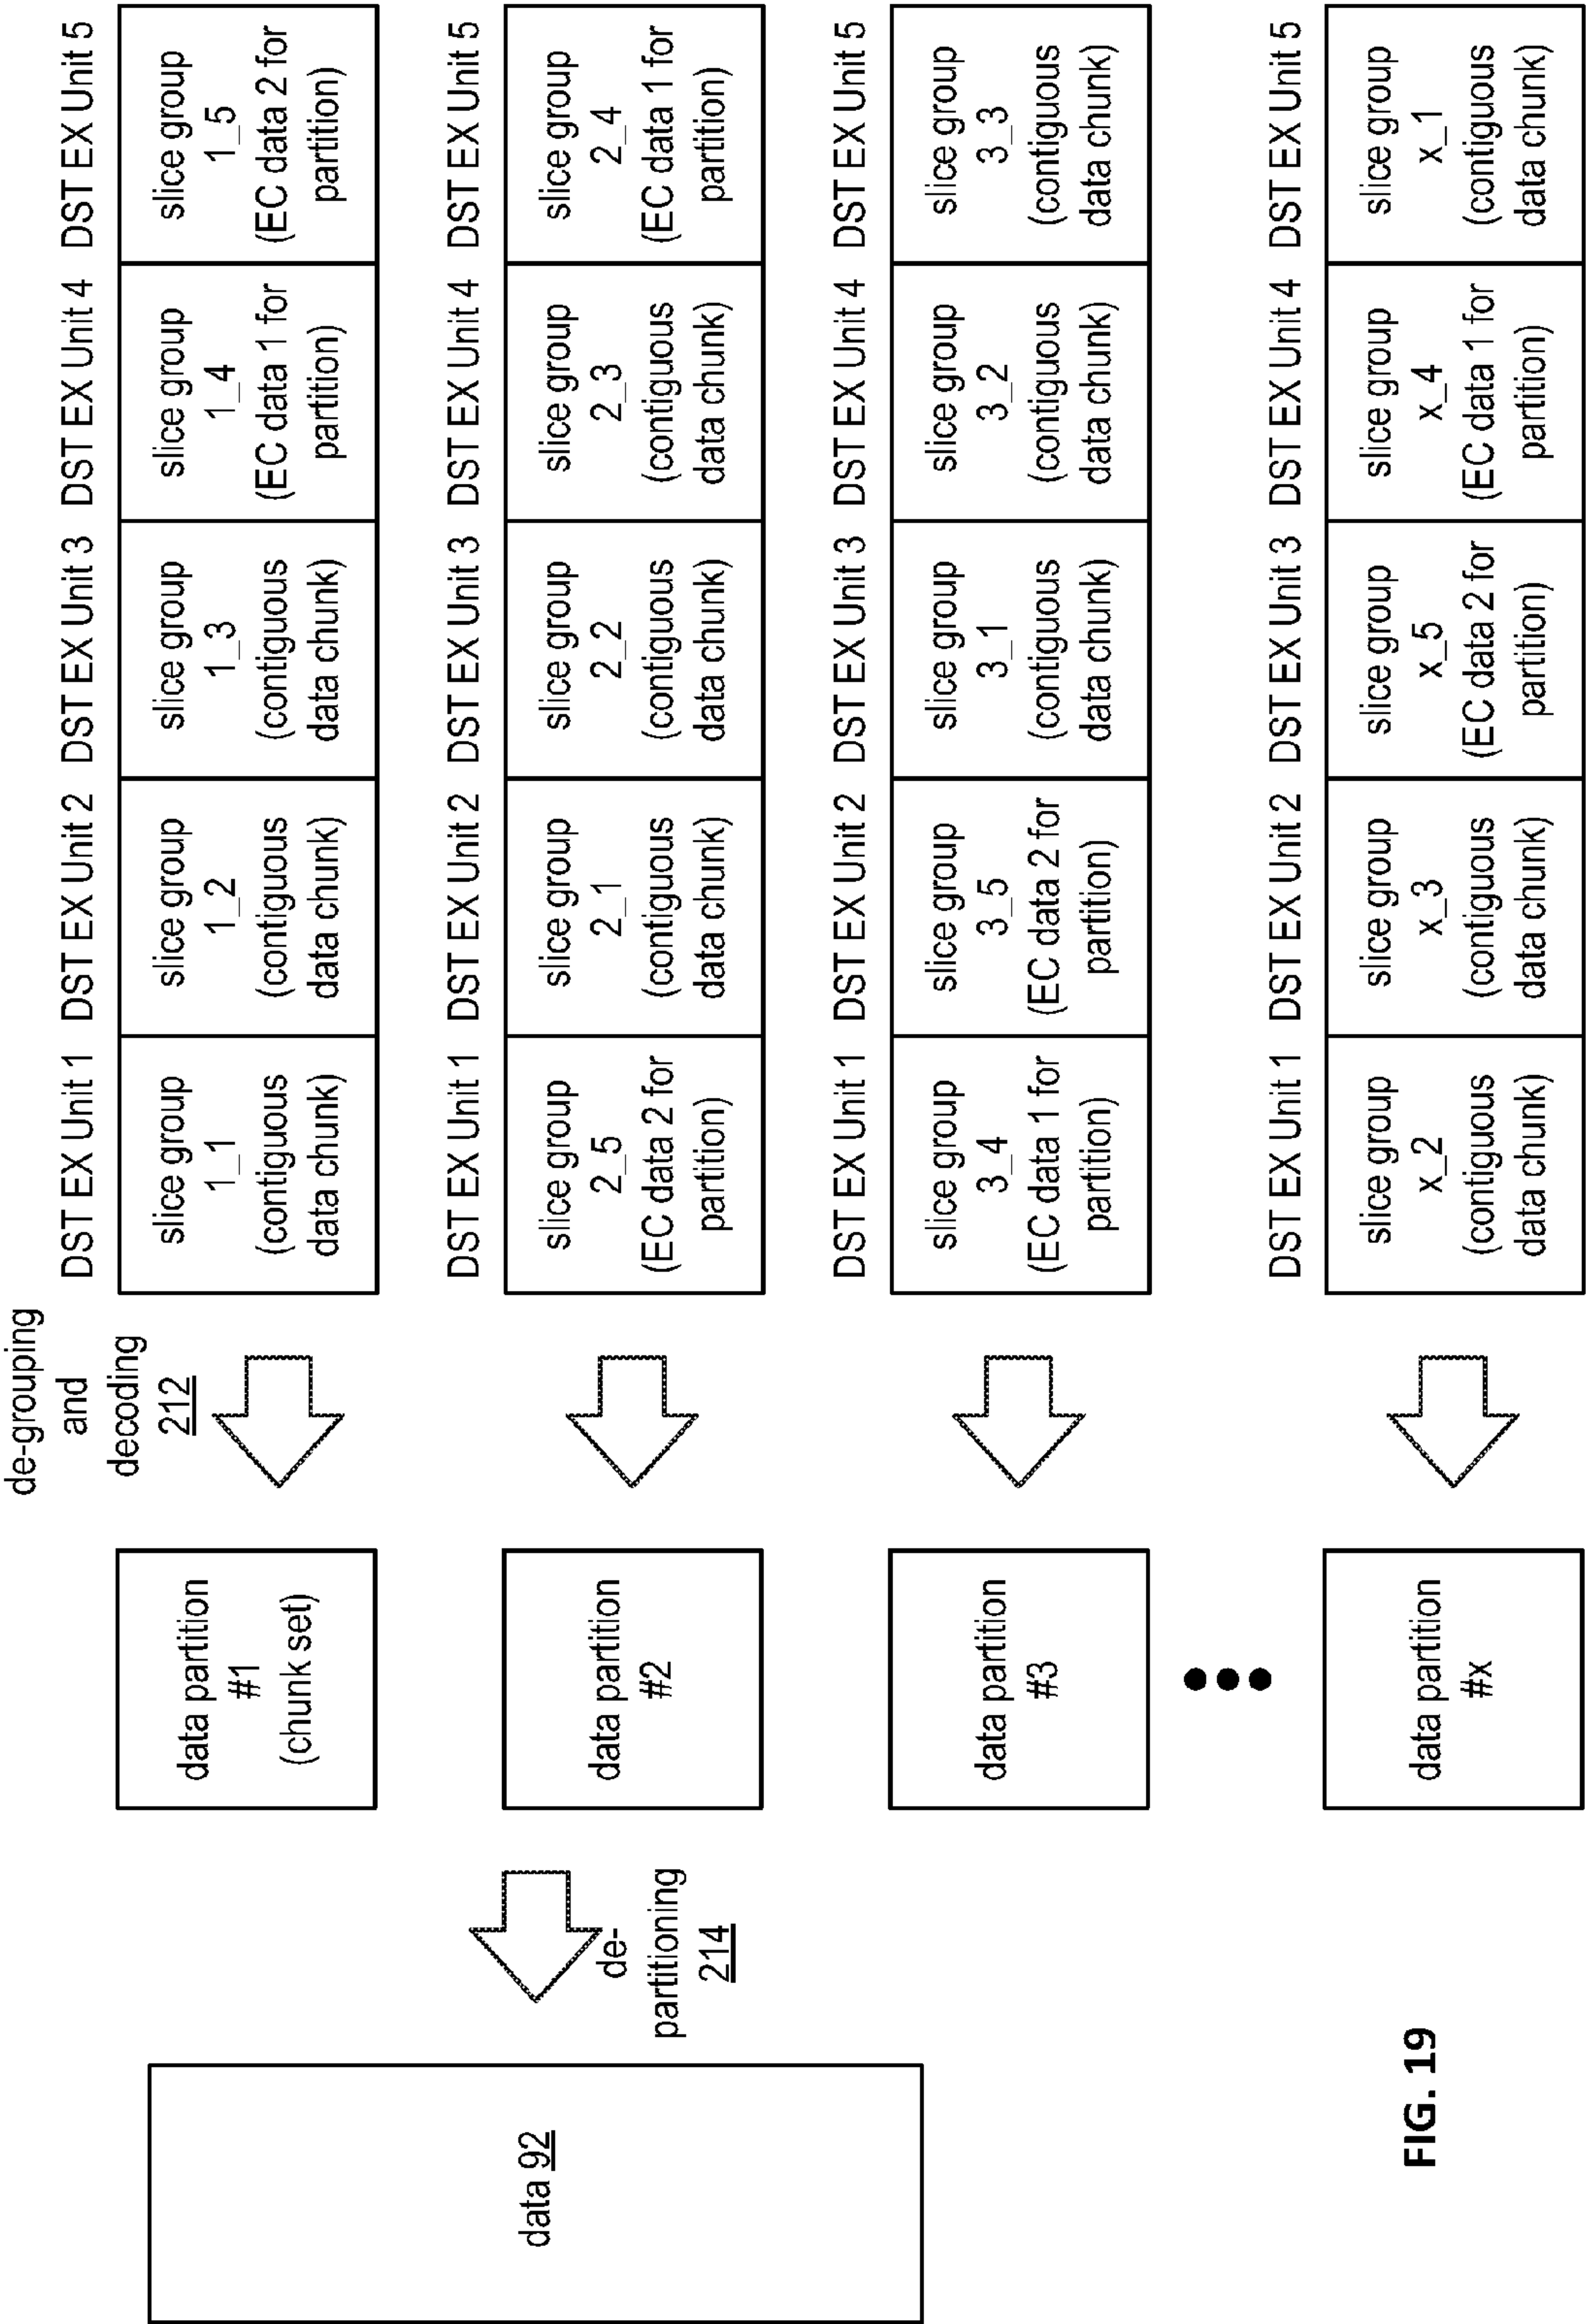 de-grouping
and
decoding
212
DST EX Unit 1 DST EX Unit 2 DST EX Unit 3 DST EX Unit 4 DST EX Unit 5
data 92
de-
partitioning
214
data partition
#1
(chunk set)
slice group
1_1
(contiguous
data chunk)
slice group
1_2
(contiguous
data chunk)
slice group
1_3
(contiguous
data chunk)
slice group
1_4
(EC data 1 for
partition)
slice group
1_5
(EC data 2 for
partition)
DST EX Unit 1 DST EX Unit 2 DST EX Unit 3 DST EX Unit 4 DST EX Unit 5
data partition
#2
slice group
2_5
(EC data 2 for
partition)
slice group
2_1
(contiguous
data chunk)
slice group
2_2
(contiguous
data chunk)
slice group
2_3
(contiguous
data chunk)
slice group
2_4
(EC data 1 for
partition)
DST EX Unit 1 DST EX Unit 2 DST EX Unit 3 DST EX Unit 4 DST EX Unit 5
data partition
#3
slice group
3_4
(EC data 1 for
partition)
slice group
3_5
(EC data 2 for
partition)
slice group
3_1
(contiguous
data chunk)
slice group
3_2
(contiguous
data chunk)
slice group
3_3
(contiguous
data chunk)
DST EX Unit 1 DST EX Unit 2 DST EX Unit 3 DST EX Unit 4 DST EX Unit 5
data partition
#x
slice group
x_2
(contiguous
data chunk)
slice group
x_3
(contiguous
data chunk)
slice group
x_5
(EC data 2 for
partition)
slice group
x_4
(EC data 1 for
partition)
slice group
x_1
(contiguous
data chunk)
FIG. 19